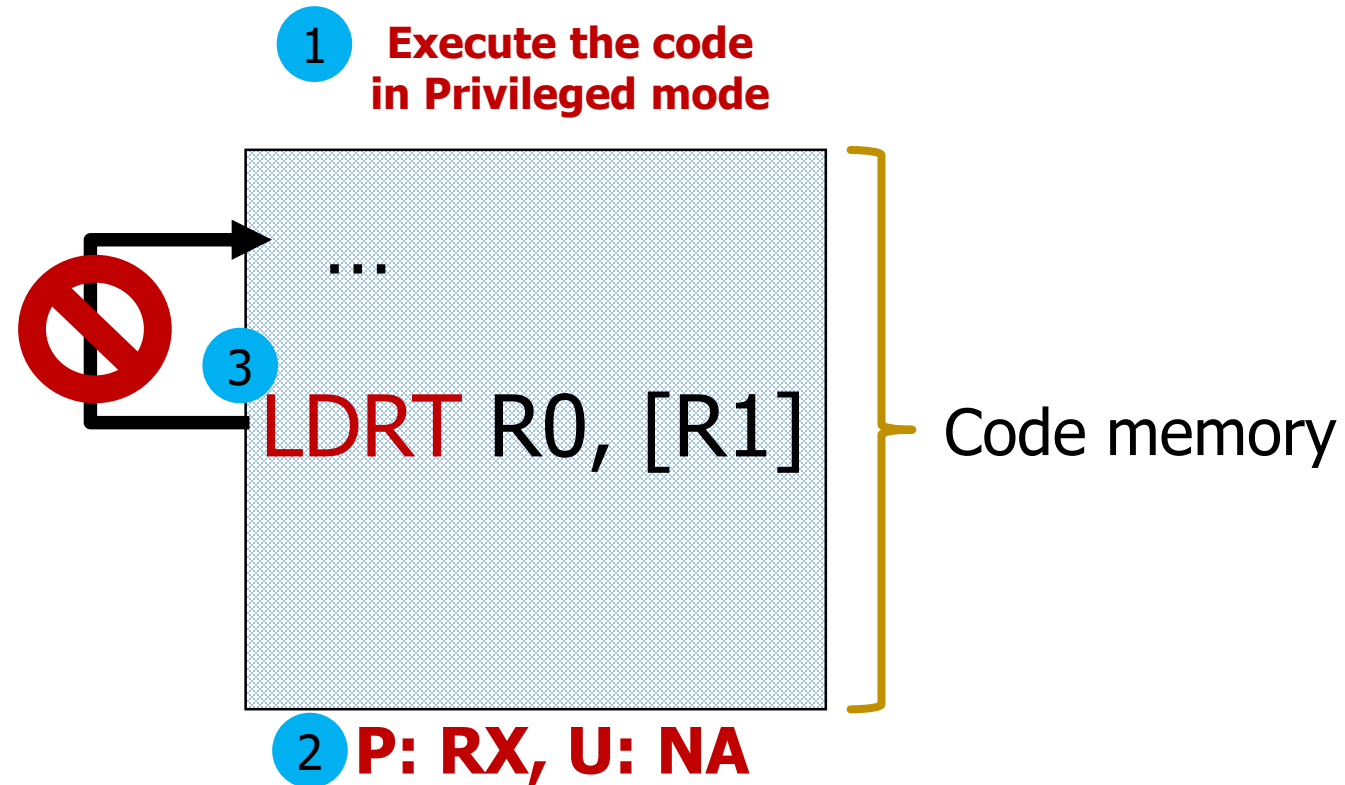 1 Execute the code
in Privileged mode
...
3
LDRT R0, [R1]
Code memory
2 P: RX, U: NA